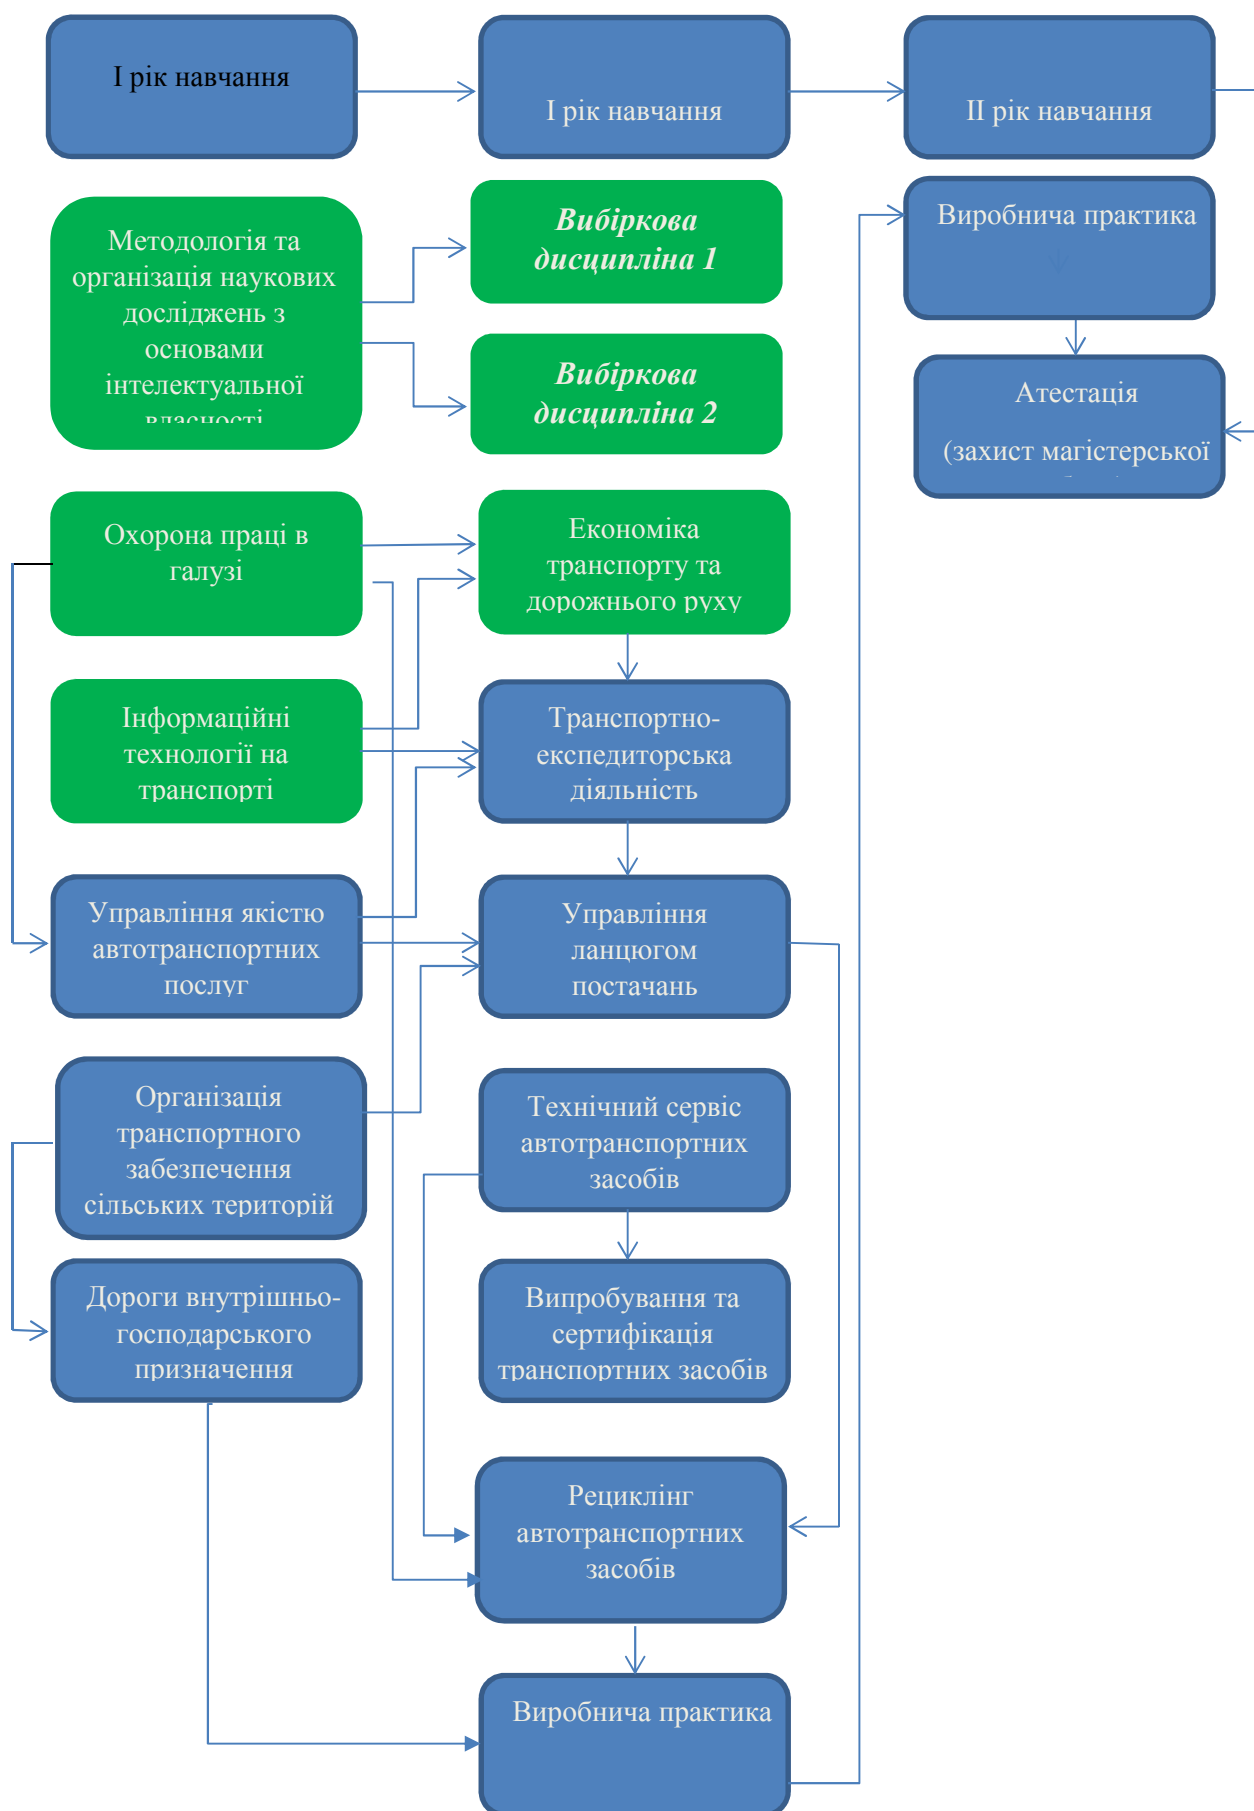 І рік навчання
І рік навчання
ІІ рік навчання
Методологія та
організація наукових
досліджень з
основами
інтелектуальної
власності
Вибіркова
дисципліна 1
Вибіркова
дисципліна 2
Виробнича практика
Атестація
(захист магістерської
Охорона праці в
галузі
Економіка
транспорту та
дорожнього руху
Інформаційні
технології на
транспорті
Транспортно-
експедиторська
діяльність
Управління якістю
автотранспортних
послуг
Управління
ланцюгом
постачань
Організація
транспортного
забезпечення
сільських територій
Технічний сервіс
автотранспортних
засобів
Дороги внутрішньо-
господарського
призначення
Випробування та
сертифікація
транспортних засобів
Рециклінг
автотранспортних
засобів
Виробнича практика